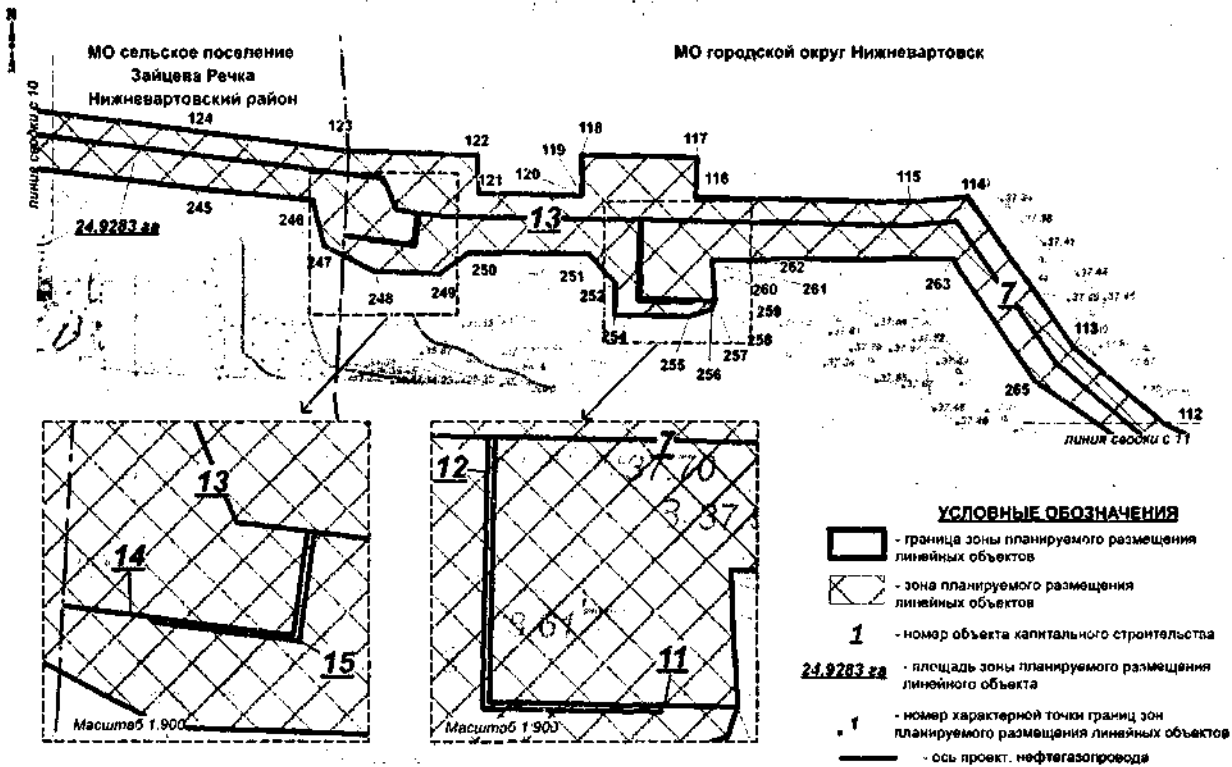 МО сельское поселение
Зайцева Речка
Нижневартовский район
МО городской округ Нижневартовск
линия сводки с 10
124
123
122
121
120
119
118
117
116
115
114
113
112
245
246
247
248
249
250
251
252
254
255
256
257
258
259
260
261
262
263
265
24.9283 га
13
7
линия сводки с 11
13
14
15
Масштаб 1:900
7
12
37.70
11
Масштаб 1:900
УСЛОВНЫЕ ОБОЗНАЧЕНИЯ
- граница зоны планируемого размещения
линейных объектов
- зона планируемого размещения
линейных объектов
1 - номер объекта капитального строительства
24.9283 га - площадь зоны планируемого размещения
линейного объекта
1 - номер характерной точки границ зон
планируемого размещения линейных объектов
- ось проект. нефтегазопровода